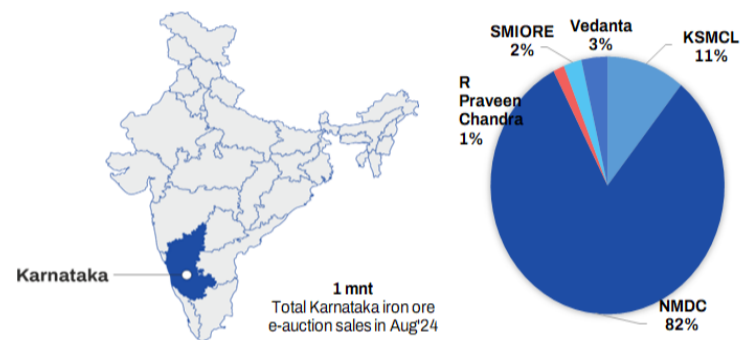 Karnataka
1 mnt
Total Karnataka iron ore
e-auction sales in Aug'24
SMIORE
2%
Vedanta
3%
KSMCL
11%
R
Praveen
Chandra
1%
NMDC
82%